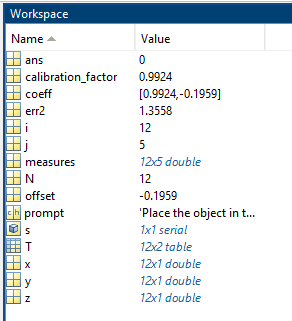 Workspace
Name Value
ans 0
calibration_factor 0.9924
coeff [0.9924,-0.1959]
err2 1.3558
i 12
j 5
measures 12x5 double
N 12
offset -0.1959
prompt 'Place the object in t...
s 1x1 serial
T 12x2 table
x 12x1 double
y 12x1 double
z 12x1 double